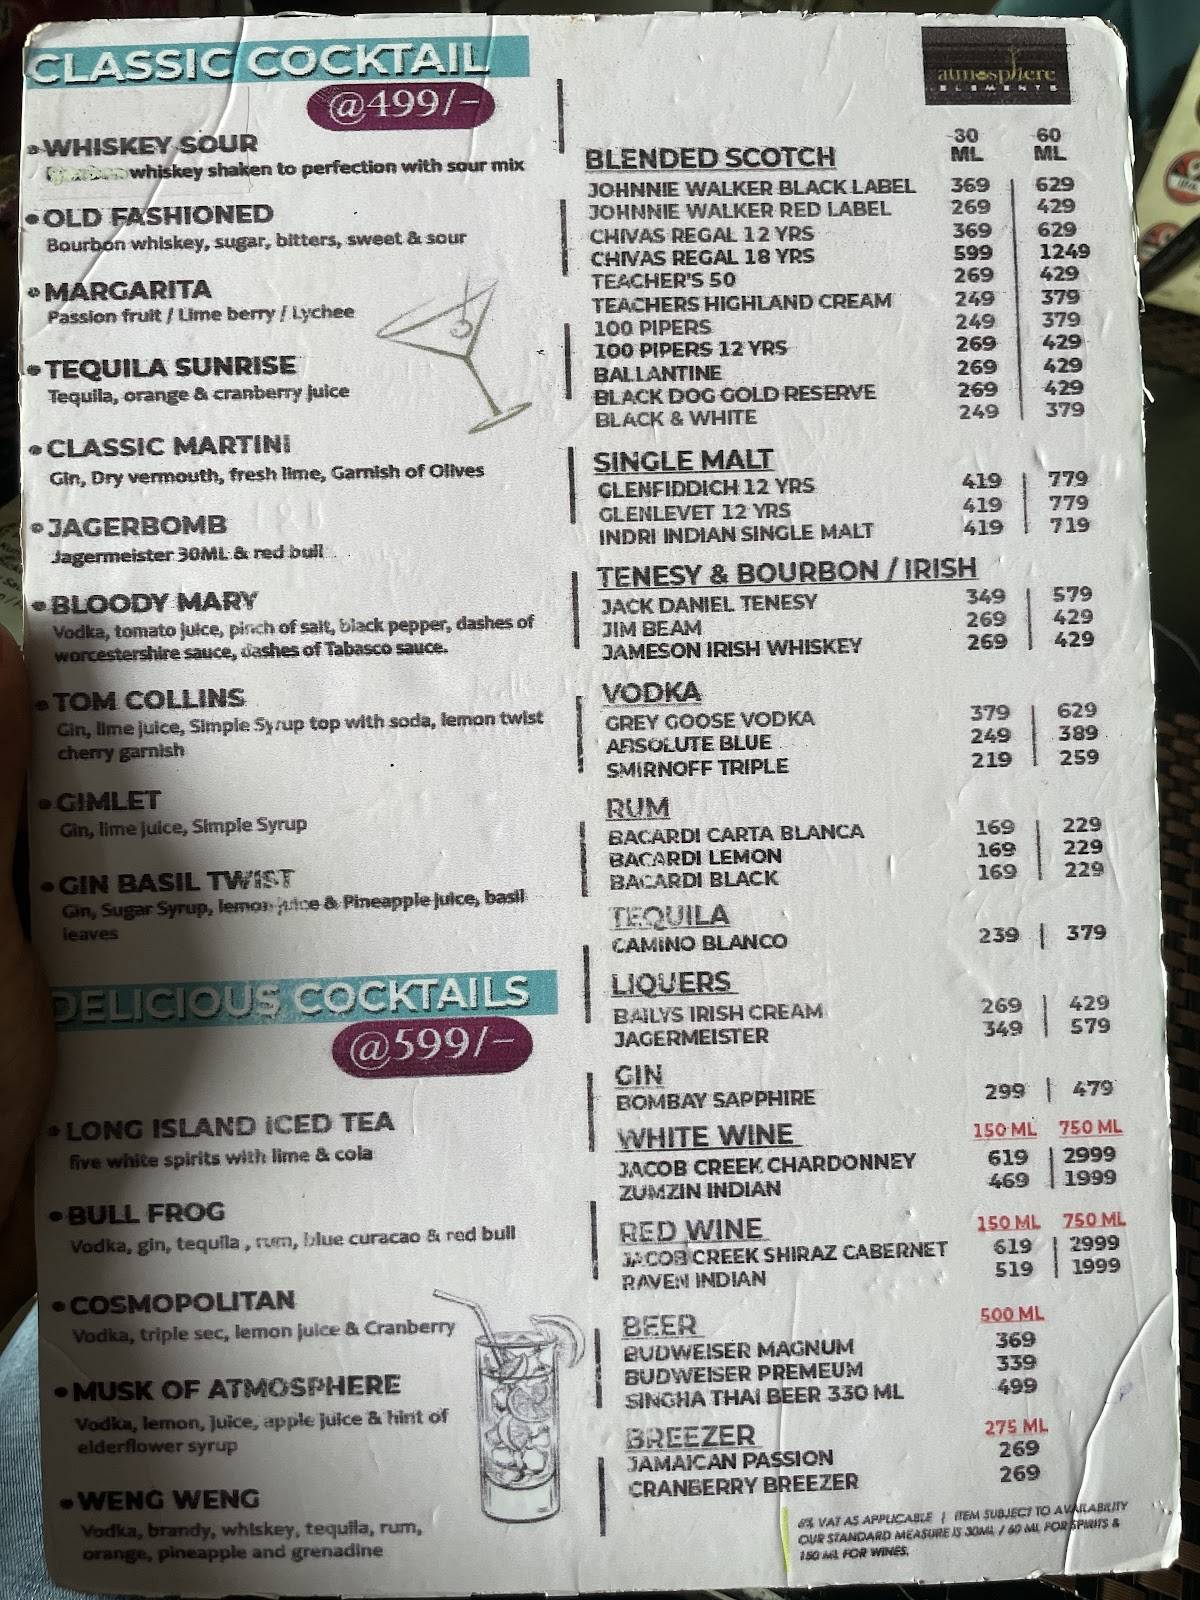 CLASSIC COCKTAIL
@499/-
• WHISKEY SOUR
whiskey shaken to perfection with sour mix
• OLD FASHIONED
Bourbon whiskey, sugar, bitters, sweet & sour
• MARGARITA
Passion fruit / Lime berry / Lychee
• TEQUILA SUNRISE
Tequila, orange & cranberry juice
• CLASSIC MARTINI
Gin, Dry vermouth, fresh lime, Garnish of Olives
• JAGERBOMB
Jagermeister 30ML & red bull
• BLOODY MARY
Vodka, tomato juice, pinch of salt, black pepper, dashes of
worcestershire sauce, dashes of Tabasco sauce.
• TOM COLLINS
Gin, lime juice, Simple Syrup top with soda, lemon twist
cherry garnish
• GIMLET
Gin, lime juice, Simple Syrup
• GIN BASIL TWIST
Gin, Sugar Syrup, lemon juice & Pineapple juice, basil
leaves
DELICIOUS COCKTAILS
@599/-
• LONG ISLAND ICED TEA
five white spirits with lime & cola
• BULL FROG
Vodka, gin, tequila , rum, blue curacao & red bull
• COSMOPOLITAN
Vodka, triple sec, lemon juice & Cranberry
• MUSK OF ATMOSPHERE
Vodka, lemon, juice, apple juice & hint of
elderflower syrup
• WENG WENG
Vodka, brandy, whiskey, tequila, rum,
orange, pineapple and grenadine
atmosphere
ELEMENTS
30 60
BLENDED SCOTCH ML ML
JOHNNIE WALKER BLACK LABEL 369 629
JOHNNIE WALKER RED LABEL 269 429
CHIVAS REGAL 12 YRS 369 629
CHIVAS REGAL 18 YRS 599 1249
TEACHER'S 50 269 429
TEACHERS HIGHLAND CREAM 249 379
100 PIPERS 249 379
100 PIPERS 12 YRS 269 429
BALLANTINE 269 429
BLACK DOG GOLD RESERVE 269 429
BLACK & WHITE 249 379
SINGLE MALT
GLENFIDDICH 12 YRS 419 779
GLENLEVET 12 YRS 419 779
INDRI INDIAN SINGLE MALT 419 719
TENESY & BOURBON / IRISH
JACK DANIEL TENESY 349 579
JIM BEAM 269 429
JAMESON IRISH WHISKEY 269 429
VODKA
GREY GOOSE VODKA 379 629
ABSOLUTE BLUE 249 389
SMIRNOFF TRIPLE 219 259
RUM
BACARDI CARTA BLANCA 169 229
BACARDI LEMON 169 229
BACARDI BLACK 169 229
TEQUILA
CAMINO BLANCO 239 379
LIQUERS
BAILYS IRISH CREAM 269 429
JAGERMEISTER 349 579
GIN
BOMBAY SAPPHIRE 299 479
WHITE WINE 150 ML 750 ML
JACOB CREEK CHARDONNEY 619 2999
ZUMZIN INDIAN 469 1999
RED WINE 150 ML 750 ML
JACOB CREEK SHIRAZ CABERNET 619 2999
RAVEN INDIAN 519 1999
BEER 500 ML
BUDWEISER MAGNUM 369
BUDWEISER PREMEUM 339
SINGHA THAI BEER 330 ML 499
BREEZER 275 ML
JAMAICAN PASSION 269
CRANBERRY BREEZER 269
6% VAT AS APPLICABLE | ITEM SUBJECT TO AVAILABILITY
OUR STANDARD MEASURE IS 30ML / 60 ML FOR SPIRITS &
150 ML FOR WINES.